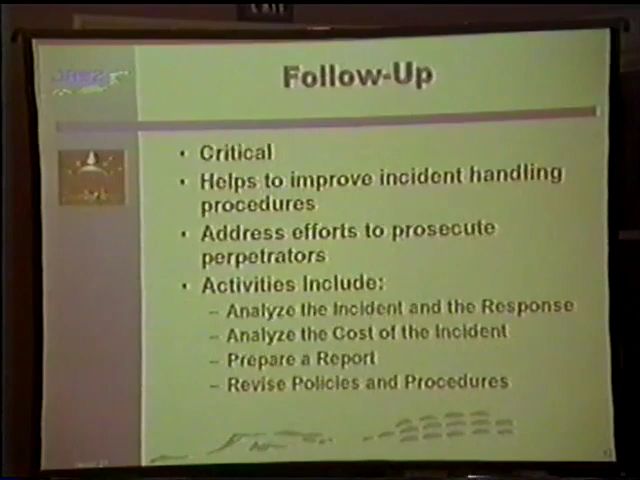 EXIT
Follow-Up
• Critical
• Helps to improve incident handling
procedures
• Address efforts to prosecute
perpetrators
• Activities Include:
– Analyze the Incident and the Response
– Analyze the Cost of the Incident
– Prepare a Report
– Revise Policies and Procedures